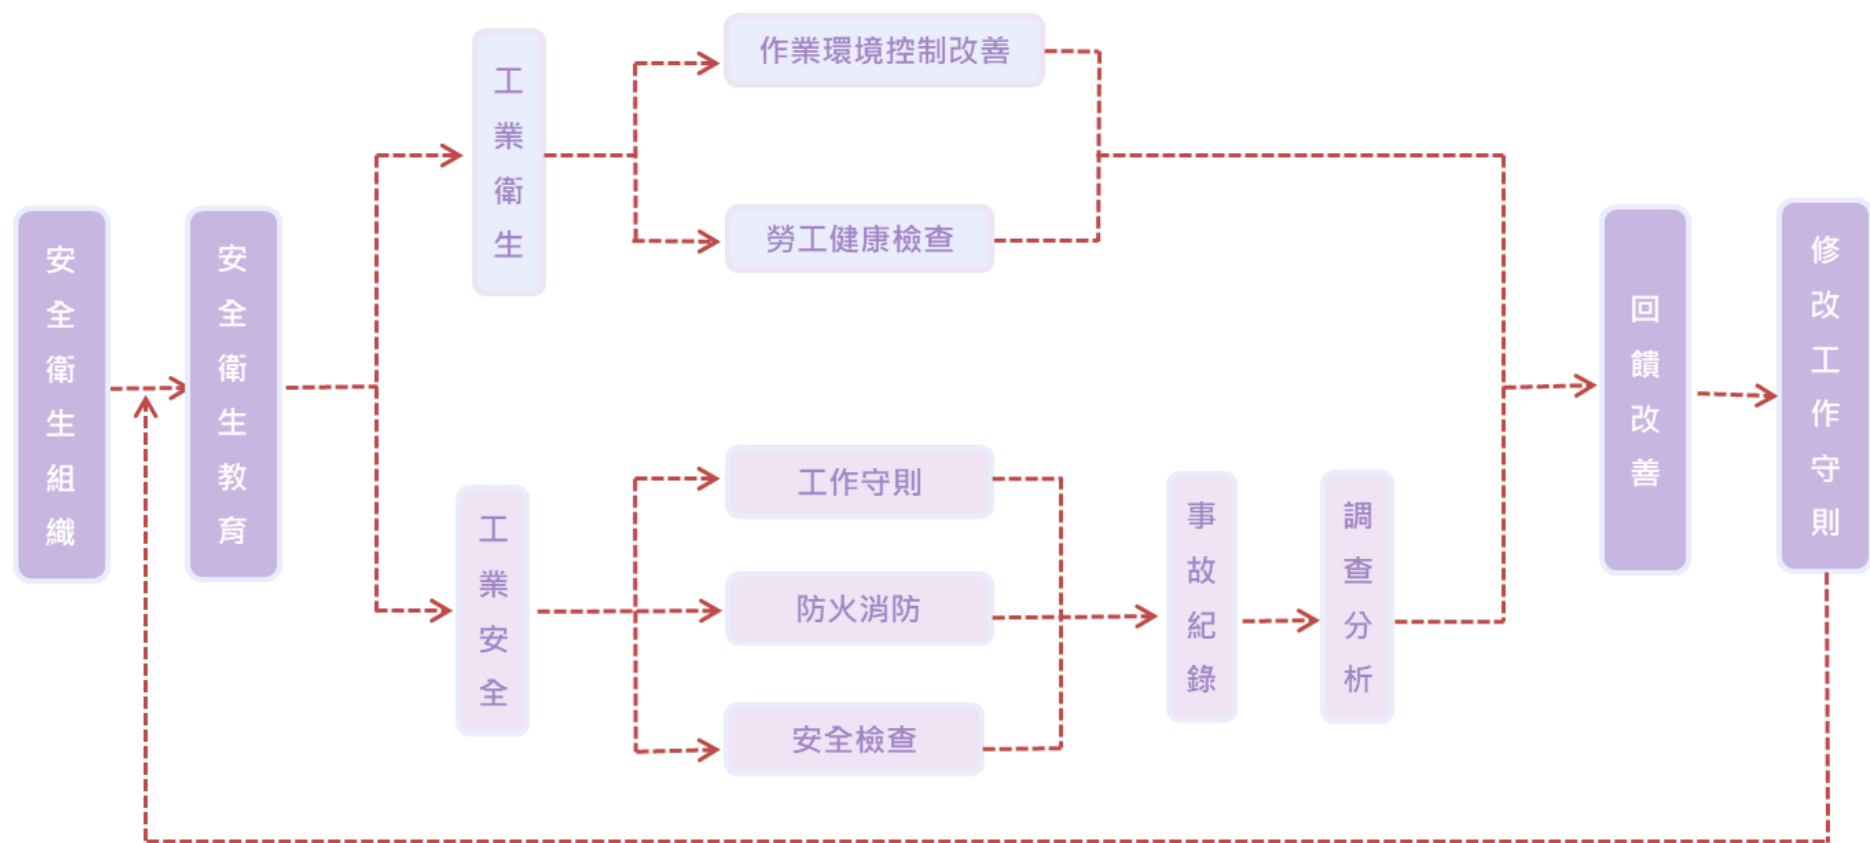 安全衛生組織
安全衛生教育
工業衛生
作業環境控制改善
勞工健康檢查
工業安全
工作守則
防火消防
安全檢查
事故紀錄
調查分析
回饋改善
修改工作守則